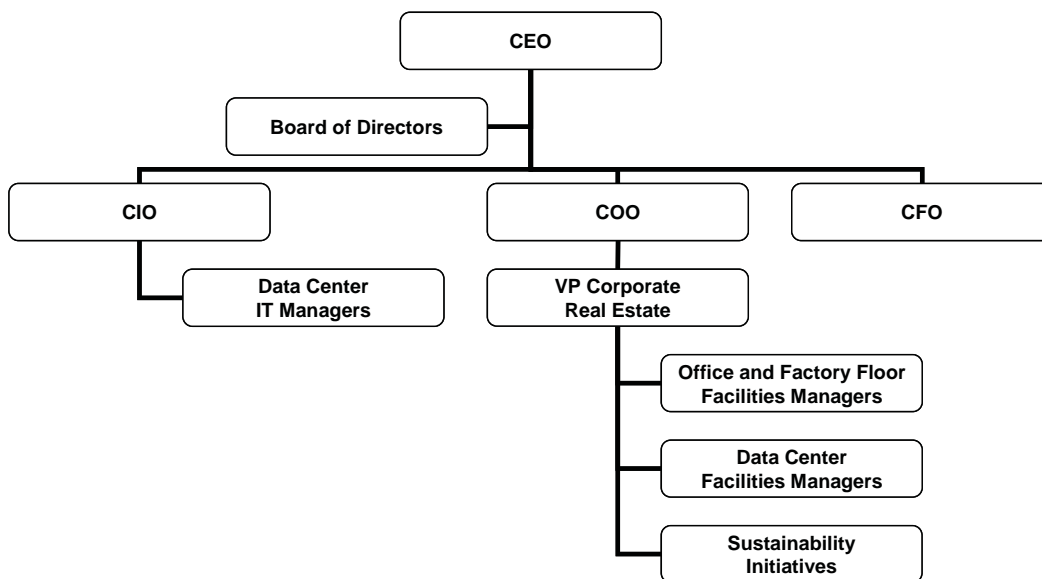 CEO
Board of Directors
CIO
COO
CFO
Data Center
IT Managers
VP Corporate
Real Estate
Office and Factory Floor
Facilities Managers
Data Center
Facilities Managers
Sustainability
Initiatives